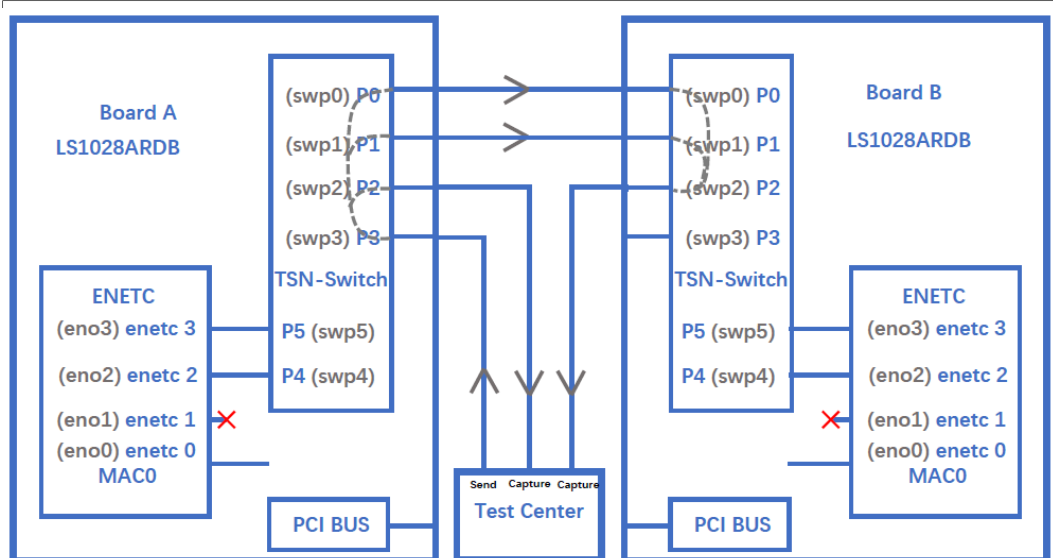 Board A
LS1028ARDB
(swp0) P0
(swp1) P1
(swp2) P2
(swp3) P3
TSN-Switch
P5 (swp5)
P4 (swp4)
ENETC
(eno3) enetc 3
(eno2) enetc 2
(eno1) enetc 1
(eno0) enetc 0
MAC0
PCI BUS
Send Capture Capture
Test Center
Board B
LS1028ARDB
(swp0) P0
(swp1) P1
(swp2) P2
(swp3) P3
TSN-Switch
P5 (swp5)
P4 (swp4)
ENETC
(eno3) enetc 3
(eno2) enetc 2
(eno1) enetc 1
(eno0) enetc 0
MAC0
PCI BUS